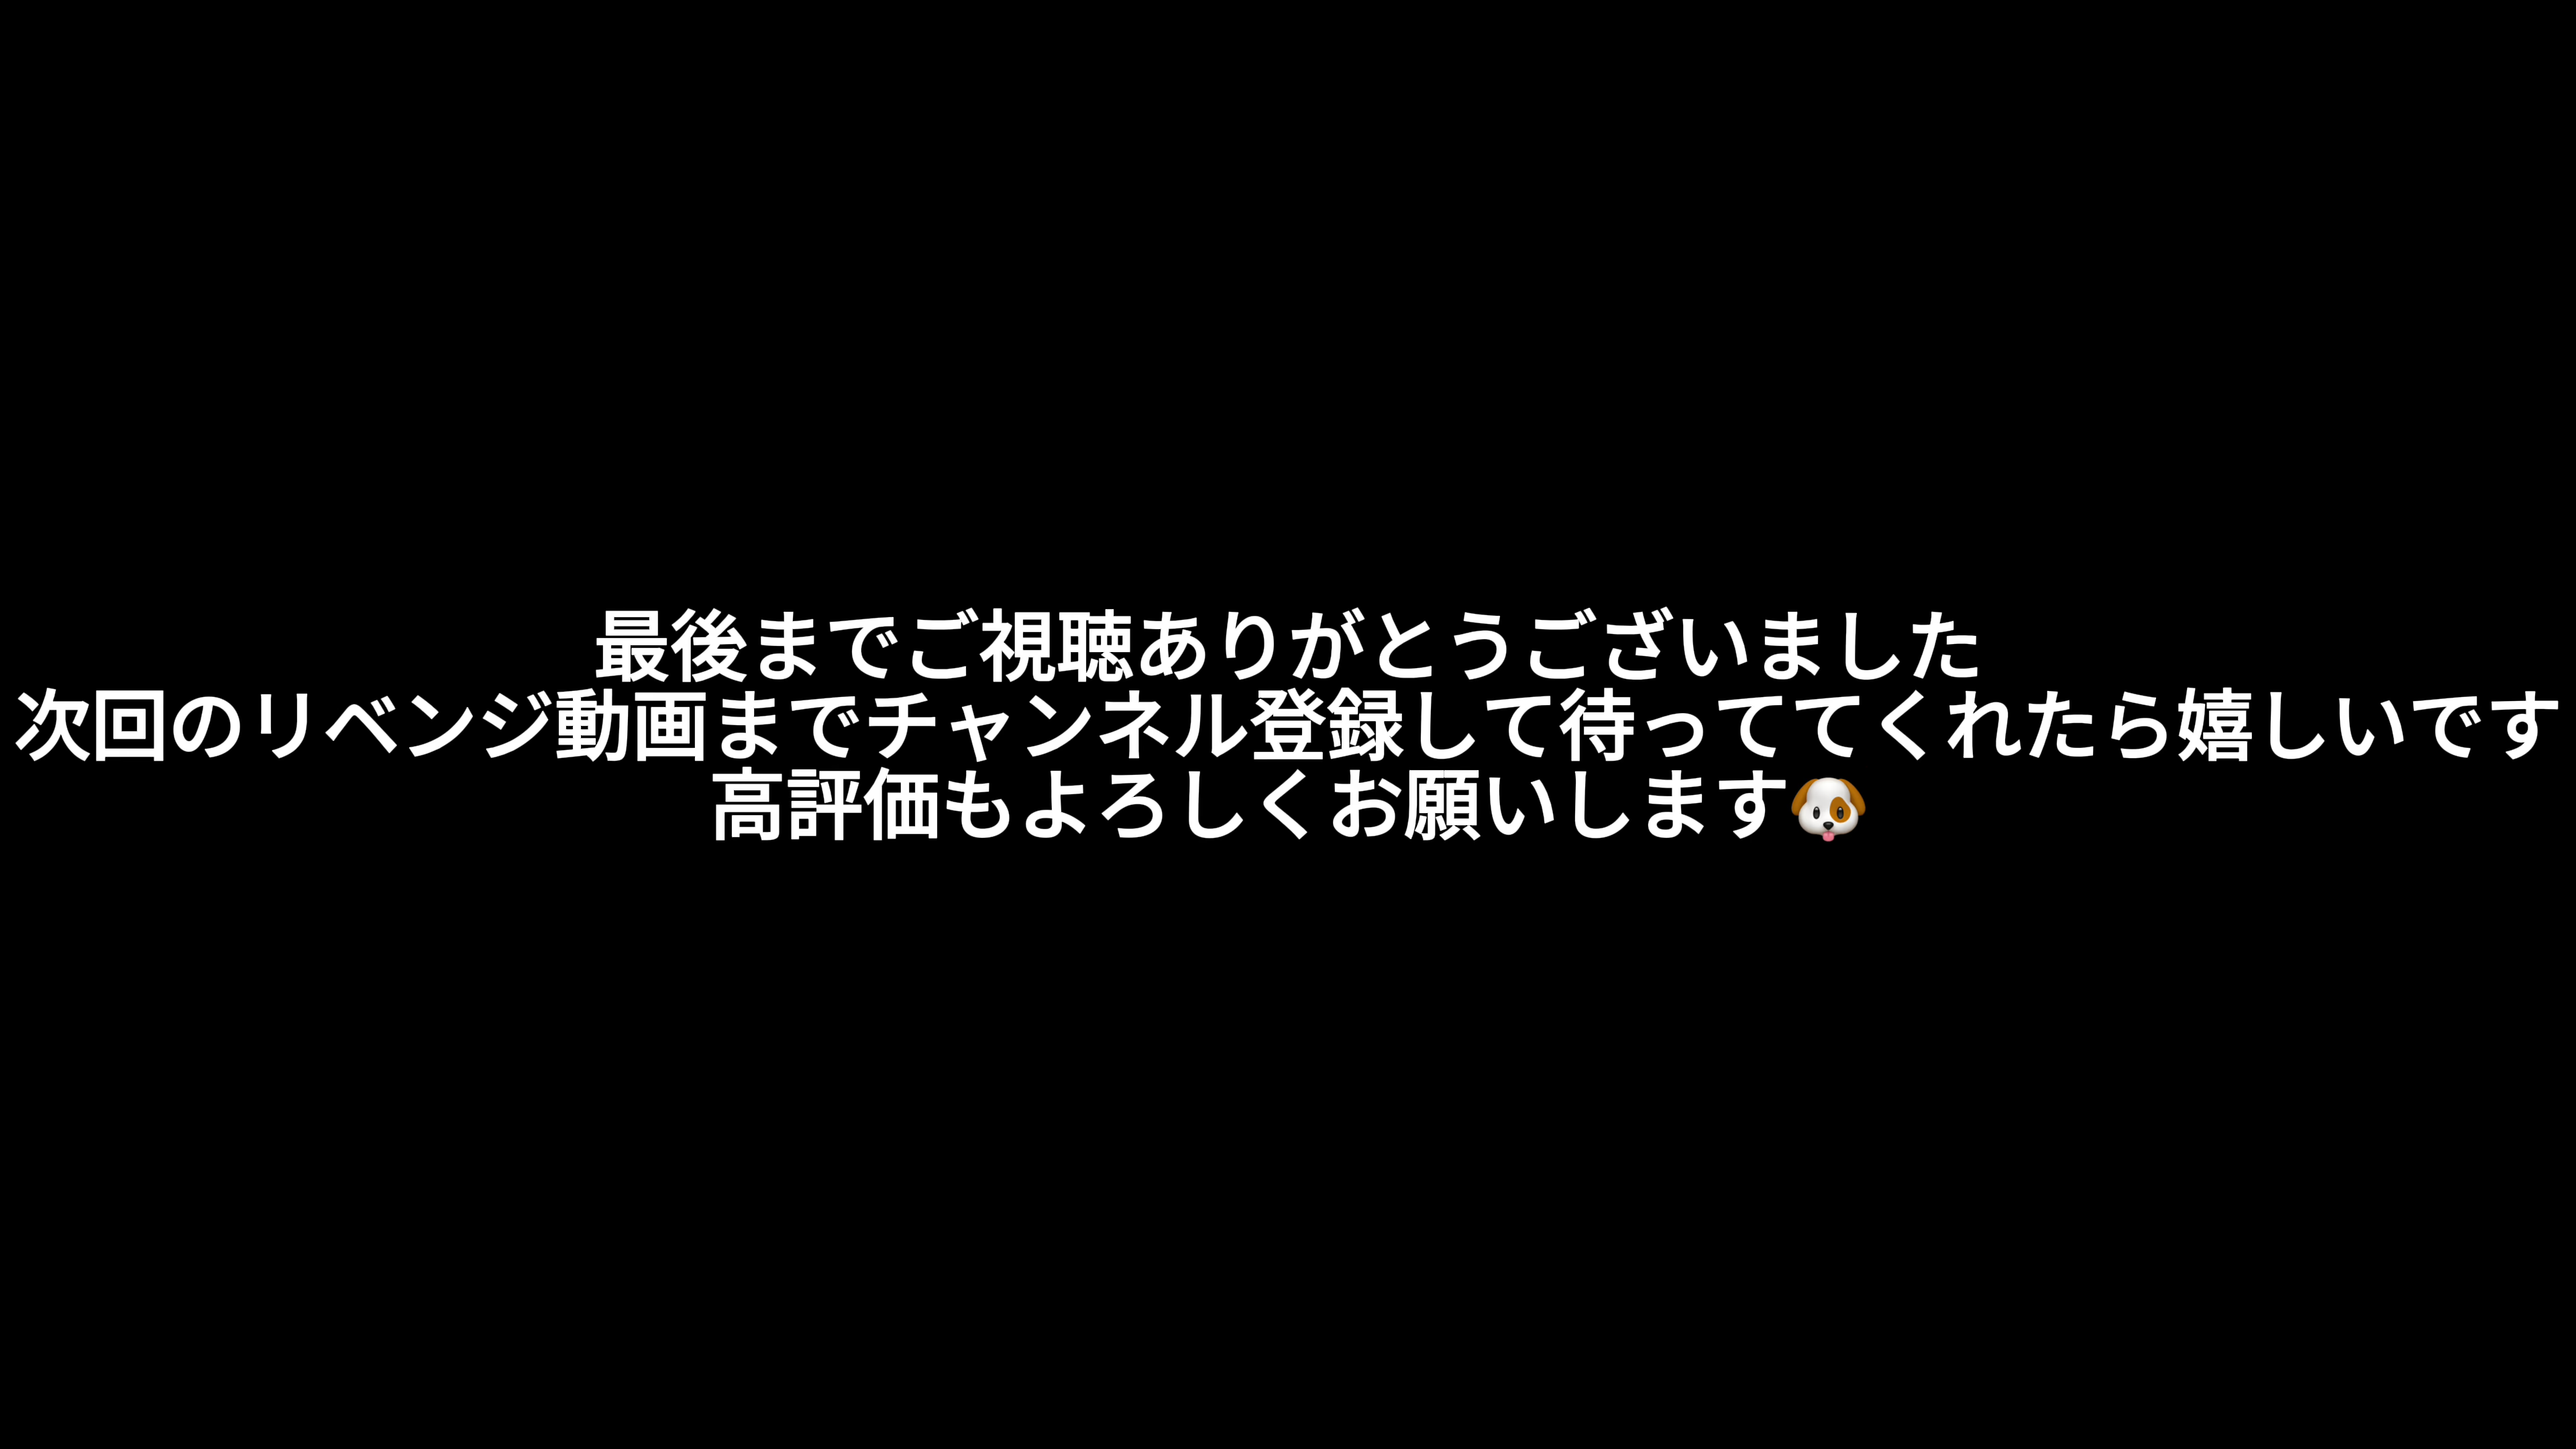 最後までご視聴ありがとうございました
次回のリベンジ動画までチャンネル登録して待っててくれたら嬉しいです
高評価もよろしくお願いします🐶